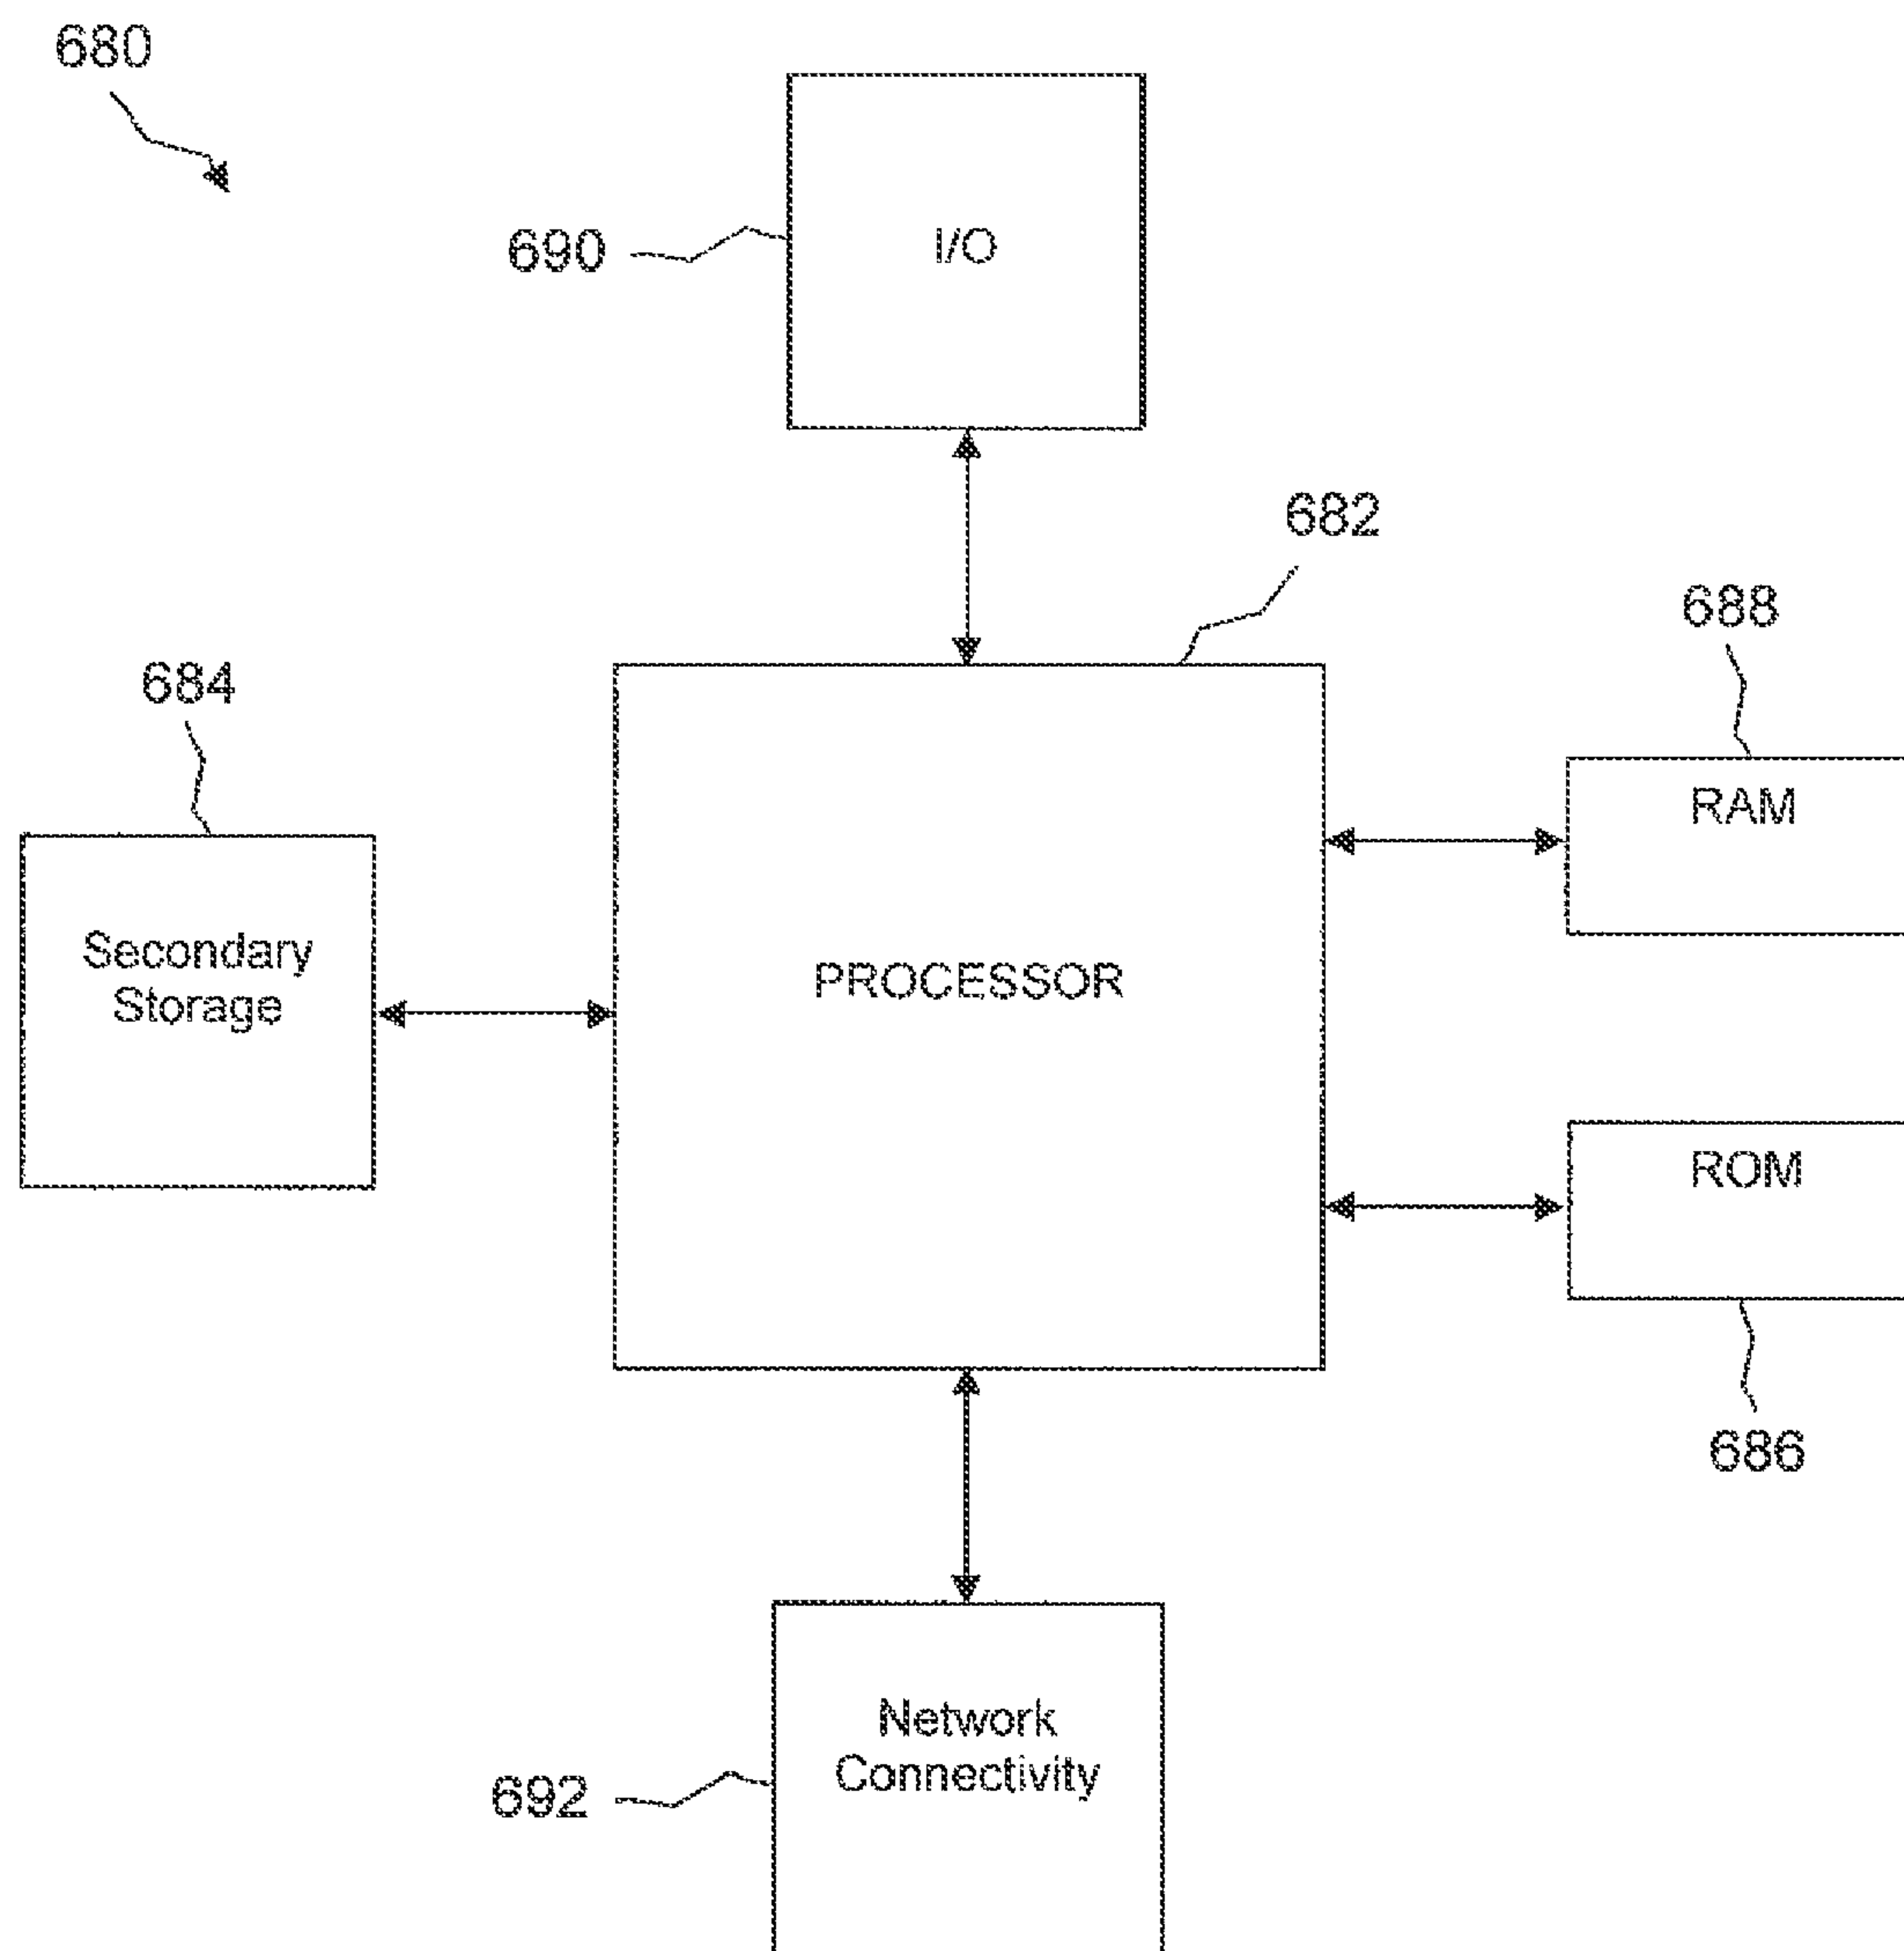 680
690
I/O
682
688
RAM
684
Secondary
Storage
PROCESSOR
ROM
686
Network
Connectivity
692